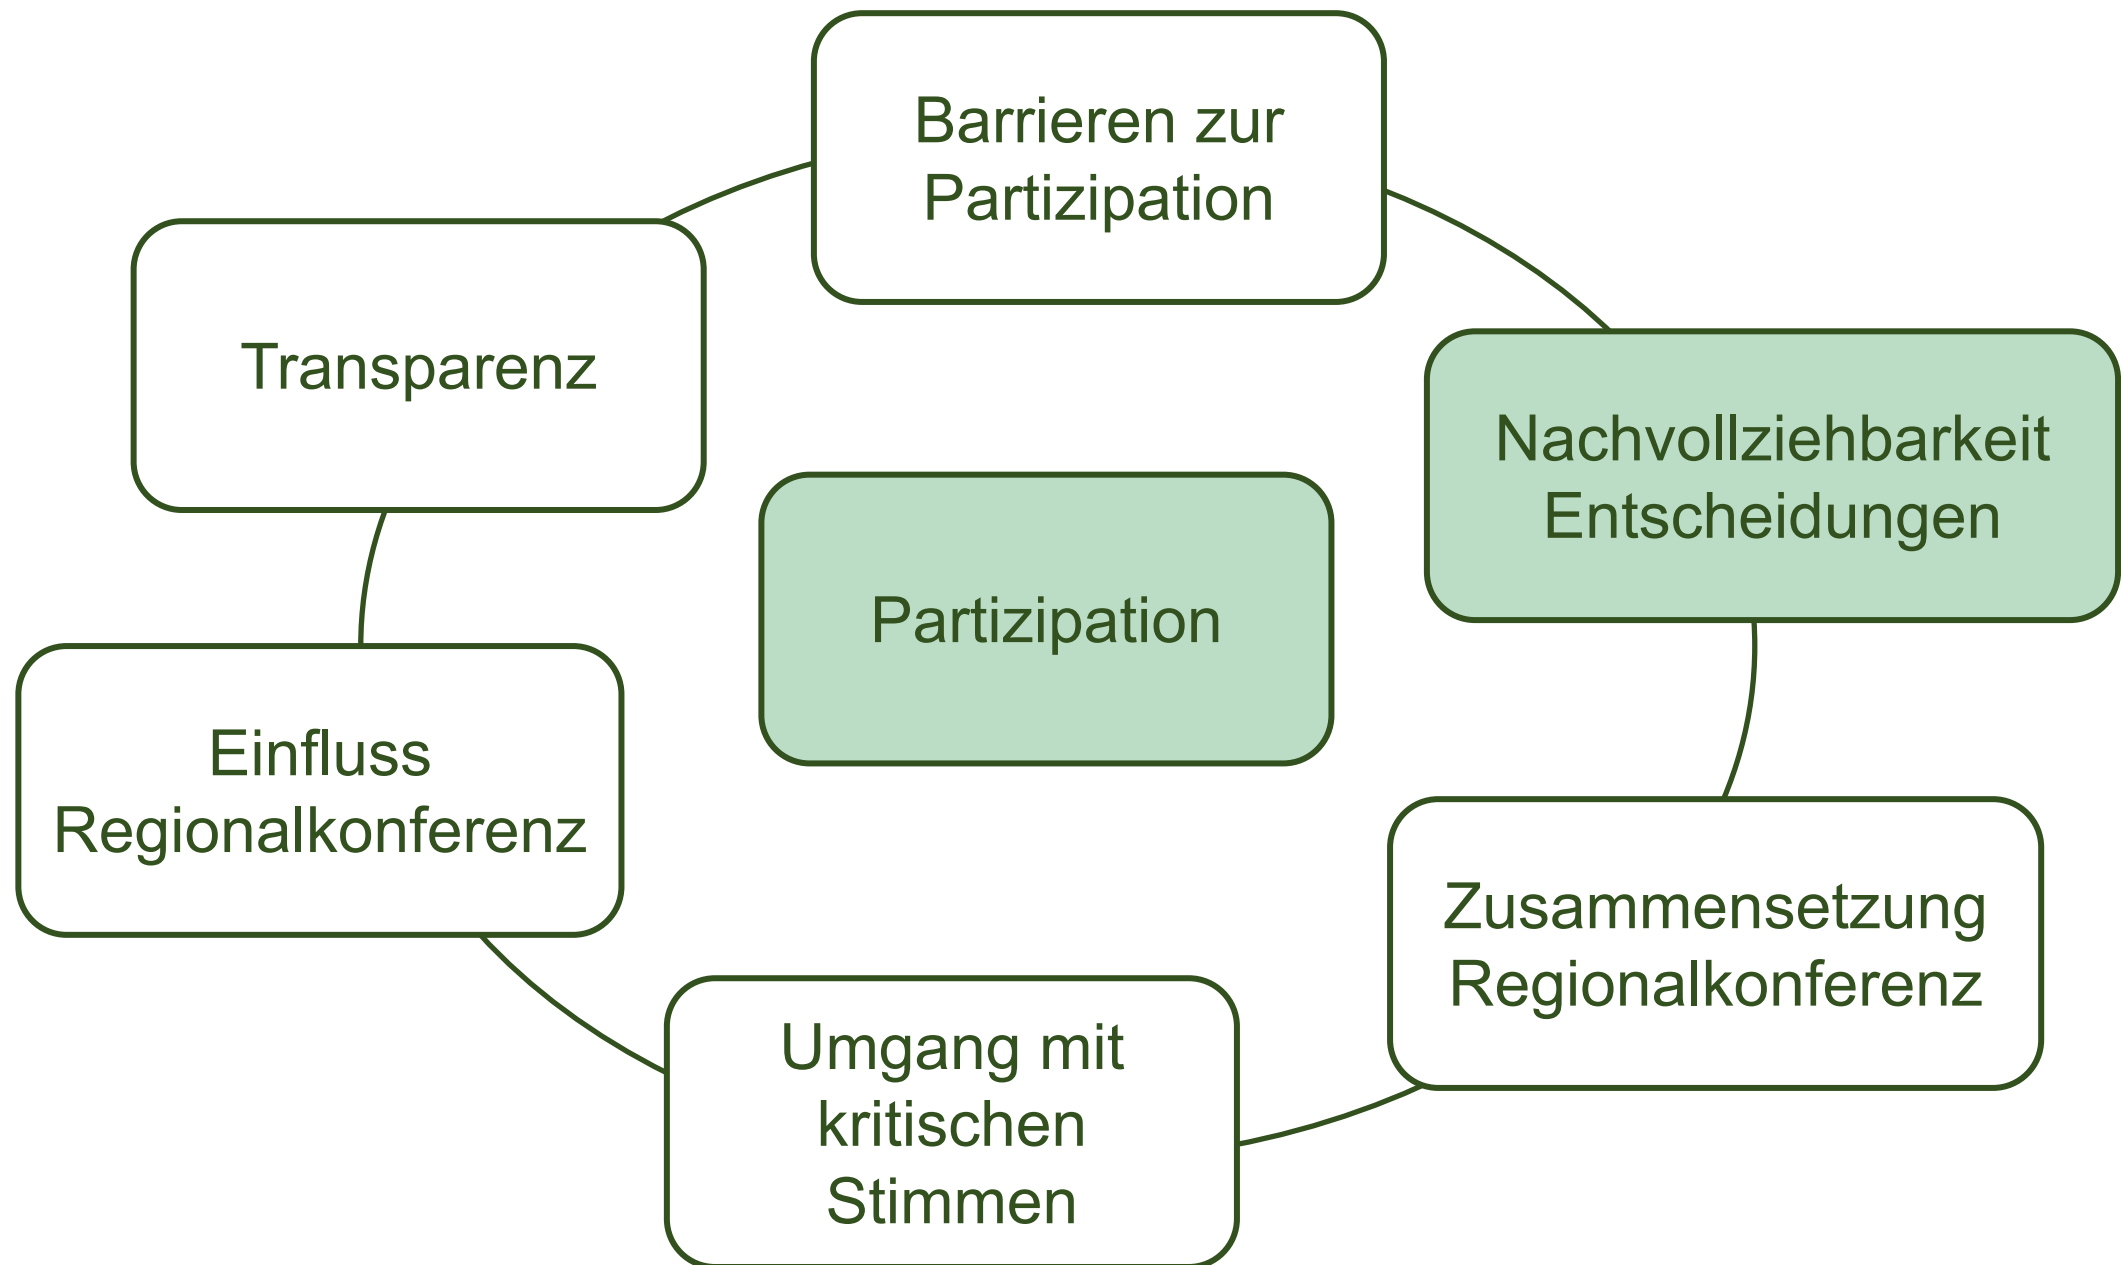 Barrieren zur
Partizipation
Transparenz
Nachvollziehbarkeit
Entscheidungen
Partizipation
Einfluss
Regionalkonferenz
Zusammensetzung
Regionalkonferenz
Umgang mit
kritischen
Stimmen